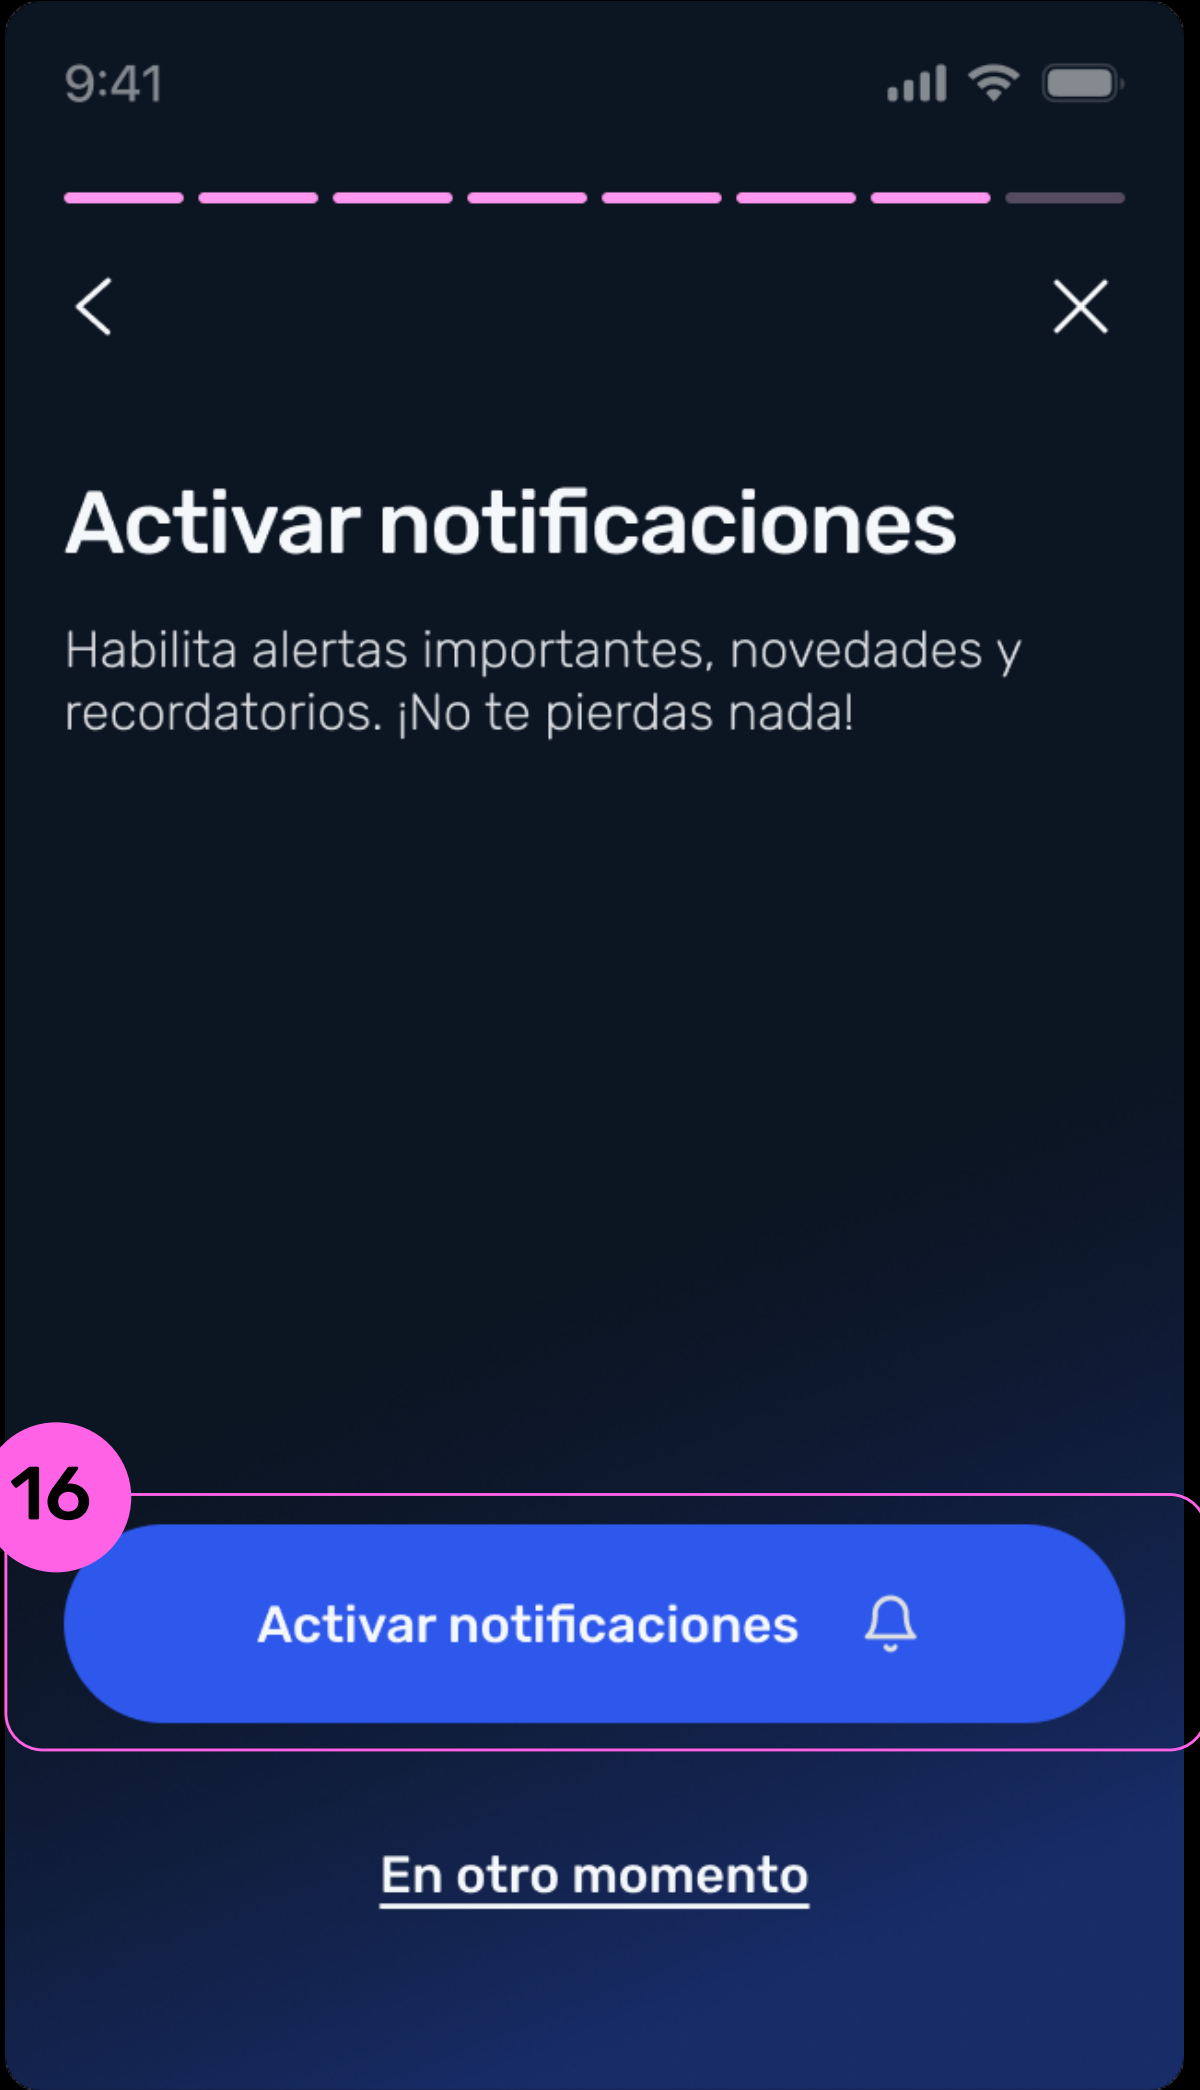 9:41
Activar notificaciones
Habilita alertas importantes, novedades y
recordatorios. ¡No te pierdas nada!
16
Activar notificaciones
En otro momento